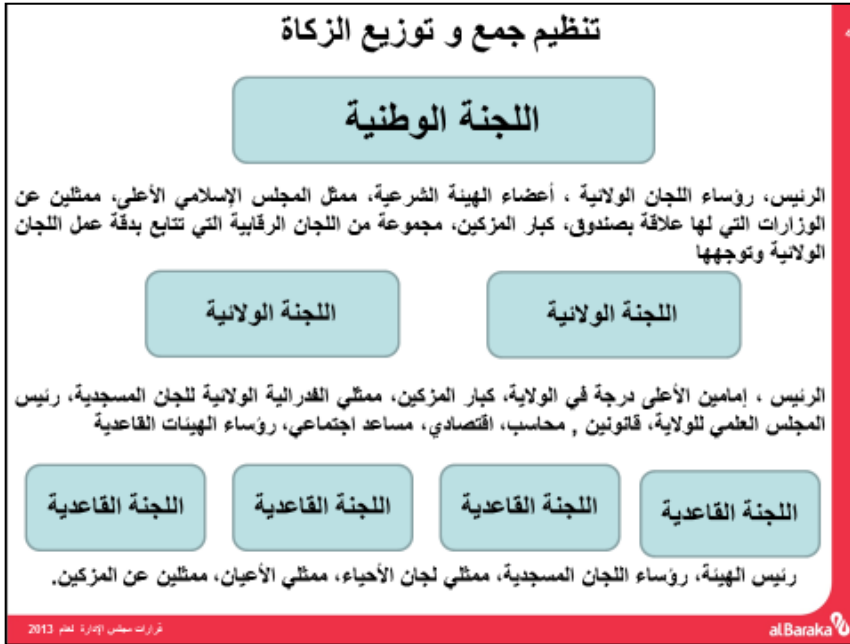 تنظيم جمع و توزيع الزكاة
اللجنة الوطنية
الرئيس، رؤساء اللجان الولائية ، أعضاء الهيئة الشرعية، ممثل المجلس الإسلامي الأعلى، ممثلين عن
الوزارات التي لها علاقة بصندوق، كبار المزكين، مجموعة من اللجان الرقابية التي تتابع بدقة عمل اللجان
الولائية وتوجهها
اللجنة الولائية
اللجنة الولائية
الرئيس ، إمامين الأعلى درجة في الولاية، كبار المزكين، ممثلي الفدرالية الولائية للجان المسجدية، رئيس
المجلس العلمي للولاية، قانونين , محاسب، اقتصادي، مساعد اجتماعي، رؤساء الهيئات القاعدية
اللجنة القاعدية
اللجنة القاعدية
اللجنة القاعدية
اللجنة القاعدية
رئيس الهيئة، رؤساء اللجان المسجدية، ممثلي لجان الأحياء، ممثلي الأعيان، ممثلين عن المزكين.
قرارات مجلس الإدارة لعام 2013
al Baraka